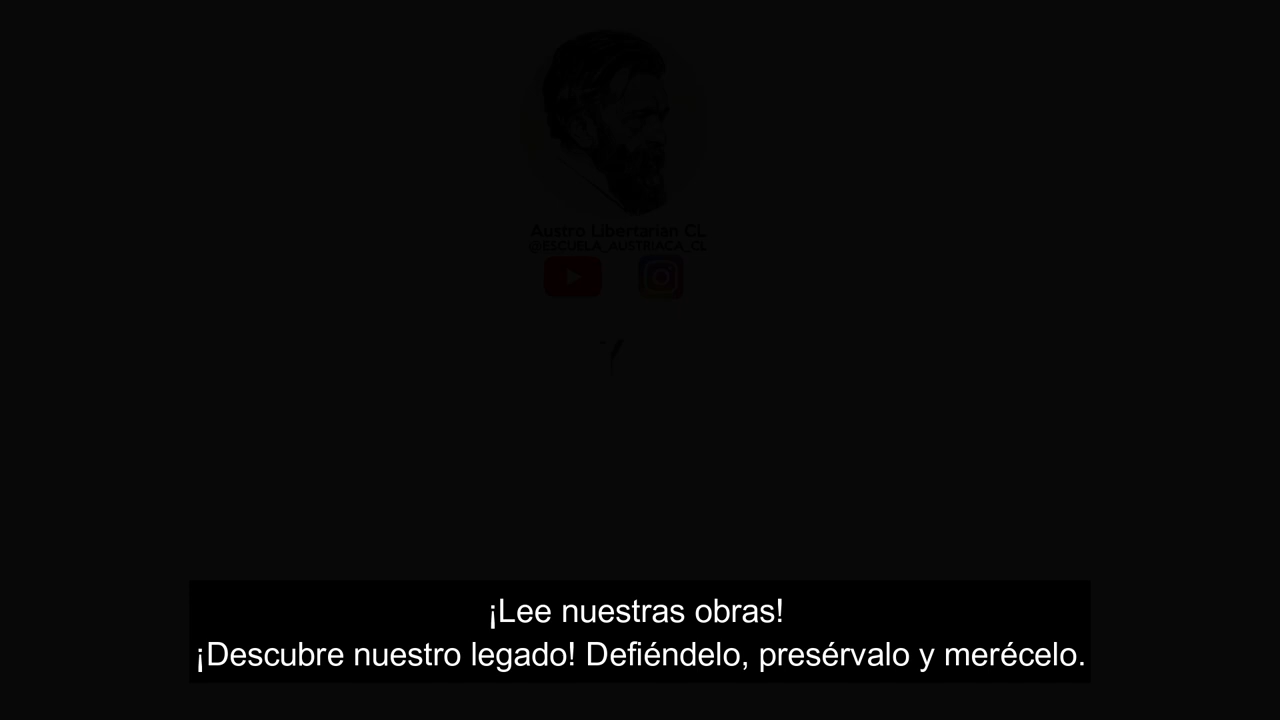 Austro Libertarian CL
@ESCUELA_AUSTRIACA_CL
¡Lee nuestras obras!
¡Descubre nuestro legado! Defiéndelo, presérvalo y merécelo.